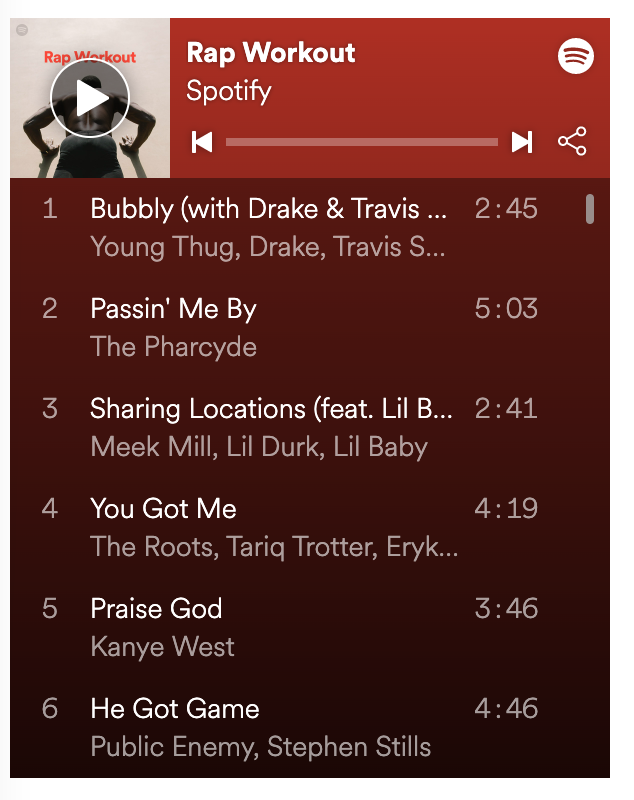 Rap Workout
Rap Workout
Spotify
1 Bubbly (with Drake & Travis ... 2:45
Young Thug, Drake, Travis S...
2 Passin' Me By 5:03
The Pharcyde
3 Sharing Locations (feat. Lil B... 2:41
Meek Mill, Lil Durk, Lil Baby
4 You Got Me 4:19
The Roots, Tariq Trotter, Eryk...
5 Praise God 3:46
Kanye West
6 He Got Game 4:46
Public Enemy, Stephen Stills